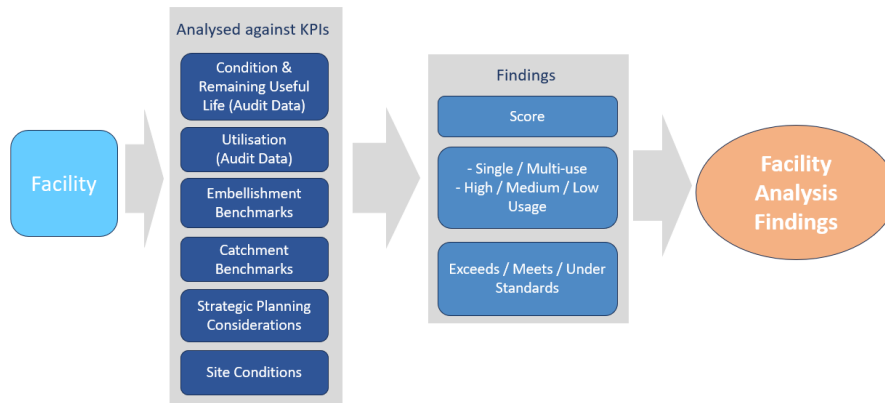 Facility
Analysed against KPIs
Condition &
Remaining Useful
Life (Audit Data)
Utilisation
(Audit Data)
Embellishment
Benchmarks
Catchment
Benchmarks
Strategic Planning
Considerations
Site Conditions
Findings
Score
- Single / Multi-use
- High / Medium / Low
Usage
Exceeds / Meets / Under
Standards
Facility
Analysis
Findings